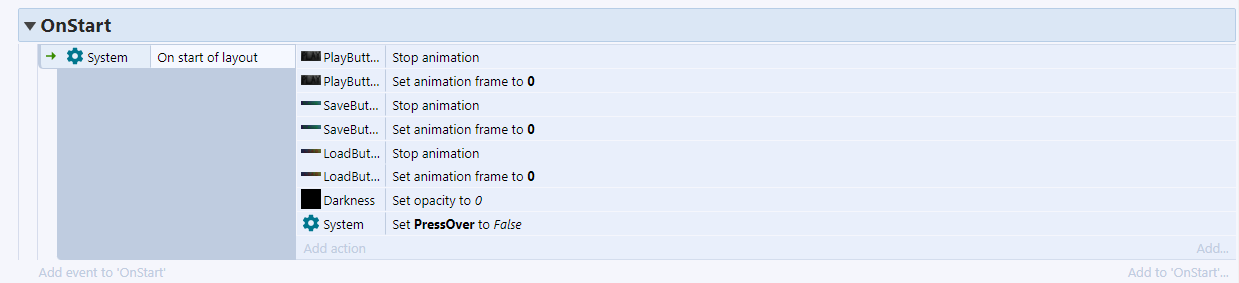 OnStart
System On start of layout PlayButt... Stop animation
PlayButt... Set animation frame to 0
SaveBut... Stop animation
SaveBut... Set animation frame to 0
LoadBut... Stop animation
LoadBut... Set animation frame to 0
Darkness Set opacity to 0
System Set PressOver to False
Add action Add...
Add event to 'OnStart' Add to 'OnStart'...